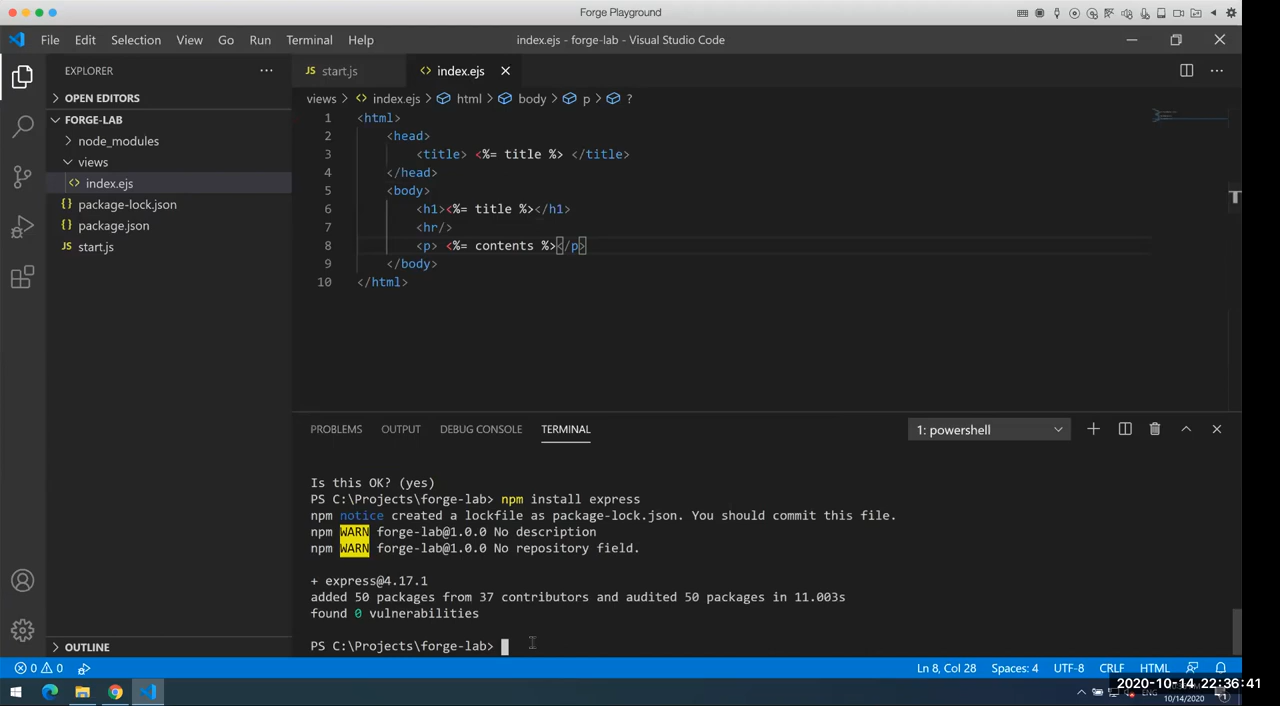 Forge Playground
File Edit Selection View Go Run Terminal Help
index.ejs - forge-lab - Visual Studio Code
EXPLORER
start.js
index.ejs
OPEN EDITORS
FORGE-LAB
node_modules
views
index.ejs
package-lock.json
package.json
start.js
OUTLINE
views > index.ejs > html > body > p > ?
1 <html>
2 <head>
3 <title> <%= title %> </title>
4 </head>
5 <body>
6 <h1><%= title %></h1>
7 <hr/>
8 <p> <%= contents %></p>
9 </body>
10 </html>
PROBLEMS OUTPUT DEBUG CONSOLE TERMINAL
1: powershell
Is this OK? (yes)
PS C:\Projects\forge-lab> npm install express
npm notice created a lockfile as package-lock.json. You should commit this file.
npm WARN forge-lab@1.0.0 No description
npm WARN forge-lab@1.0.0 No repository field.
+ express@4.17.1
added 50 packages from 37 contributors and audited 50 packages in 11.003s
found 0 vulnerabilities
PS C:\Projects\forge-lab>
0 0
Ln 8, Col 28 Spaces: 4 UTF-8 CRLF HTML
2020-10-14 22:36:41
ENG
10/14/2020